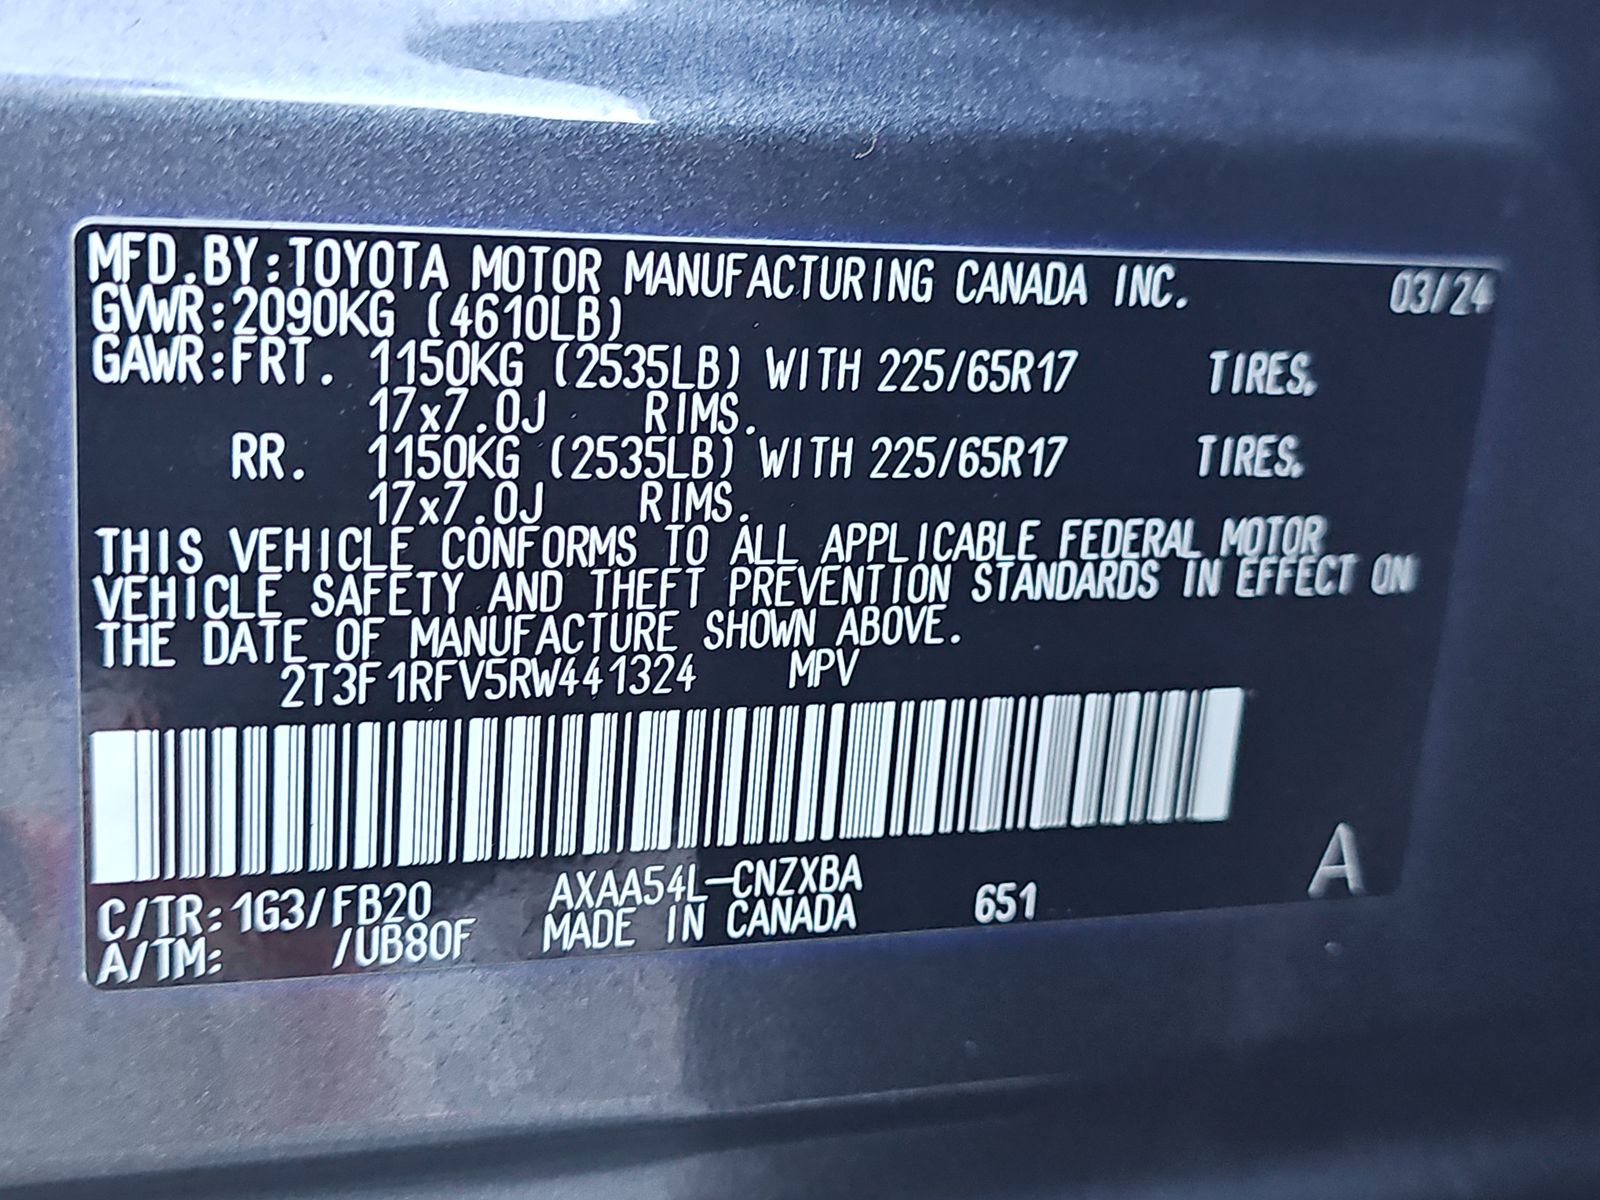 MFD.BY:TOYOTA MOTOR MANUFACTURING CANADA INC. 03/24
GVWR:2090KG (4610LB)
GAWR:FRT. 1150KG (2535LB) WITH 225/65R17 TIRES,
17x7.0J RIMS.
RR. 1150KG (2535LB) WITH 225/65R17 TIRES,
17x7.0J RIMS.
THIS VEHICLE CONFORMS TO ALL APPLICABLE FEDERAL MOTOR
VEHICLE SAFETY AND THEFT PREVENTION STANDARDS IN EFFECT ON
THE DATE OF MANUFACTURE SHOWN ABOVE.
2T3F1RFV5RW441324 MPV
C/TR:1G3/FB20 AXAA54L-CNZXBA 651 A
A/TM: /UB80F MADE IN CANADA